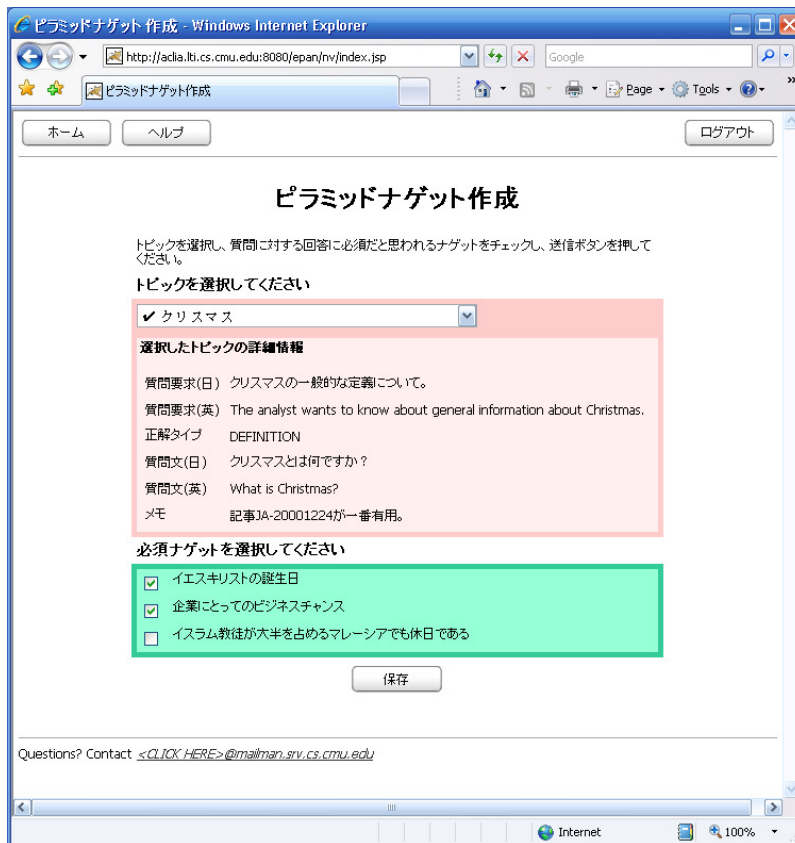 ピラミッドナゲット作成 - Windows Internet Explorer
http://aclia.lti.cs.cmu.edu:8080/epan/nv/index.jsp
Google
ピラミッドナゲット作成
Page
Tools
ホーム ヘルプ ログアウト
ピラミッドナゲット作成
トピックを選択し、質問に対する回答に必須だと思われるナゲットをチェックし、送信ボタンを押して
ください。
トピックを選択してください
✔クリスマス
選択したトピックの詳細情報
質問要求(日) クリスマスの一般的な定義について。
質問要求(英) The analyst wants to know about general information about Christmas.
正解タイプ DEFINITION
質問文(日) クリスマスとは何ですか?
質問文(英) What is Christmas?
メモ 記事JA-20001224が一番有用。
必須ナゲットを選択してください
イエスキリストの誕生日
企業にとってのビジネスチャンス
イスラム教徒が大半を占めるマレーシアでも休日である
保存
Questions? Contact <CLICK HERE>@mailman.srv.cs.cmu.edu
Internet 100%